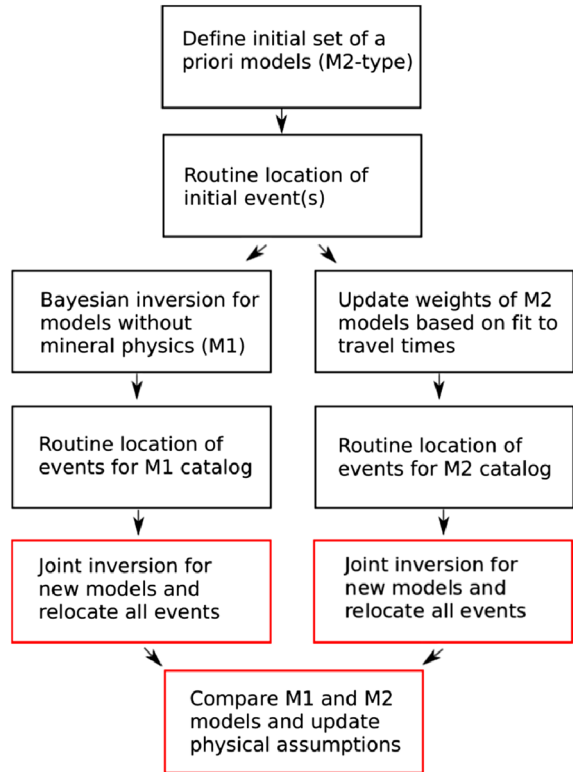 Define initial set of a
priori models (M2-type)
Routine location of
initial event(s)
Bayesian inversion for
models without
mineral physics (M1)
Update weights of M2
models based on fit to
travel times
Routine location of
events for M1 catalog
Routine location of
events for M2 catalog
Joint inversion for
new models and
relocate all events
Joint inversion for
new models and
relocate all events
Compare M1 and M2
models and update
physical assumptions